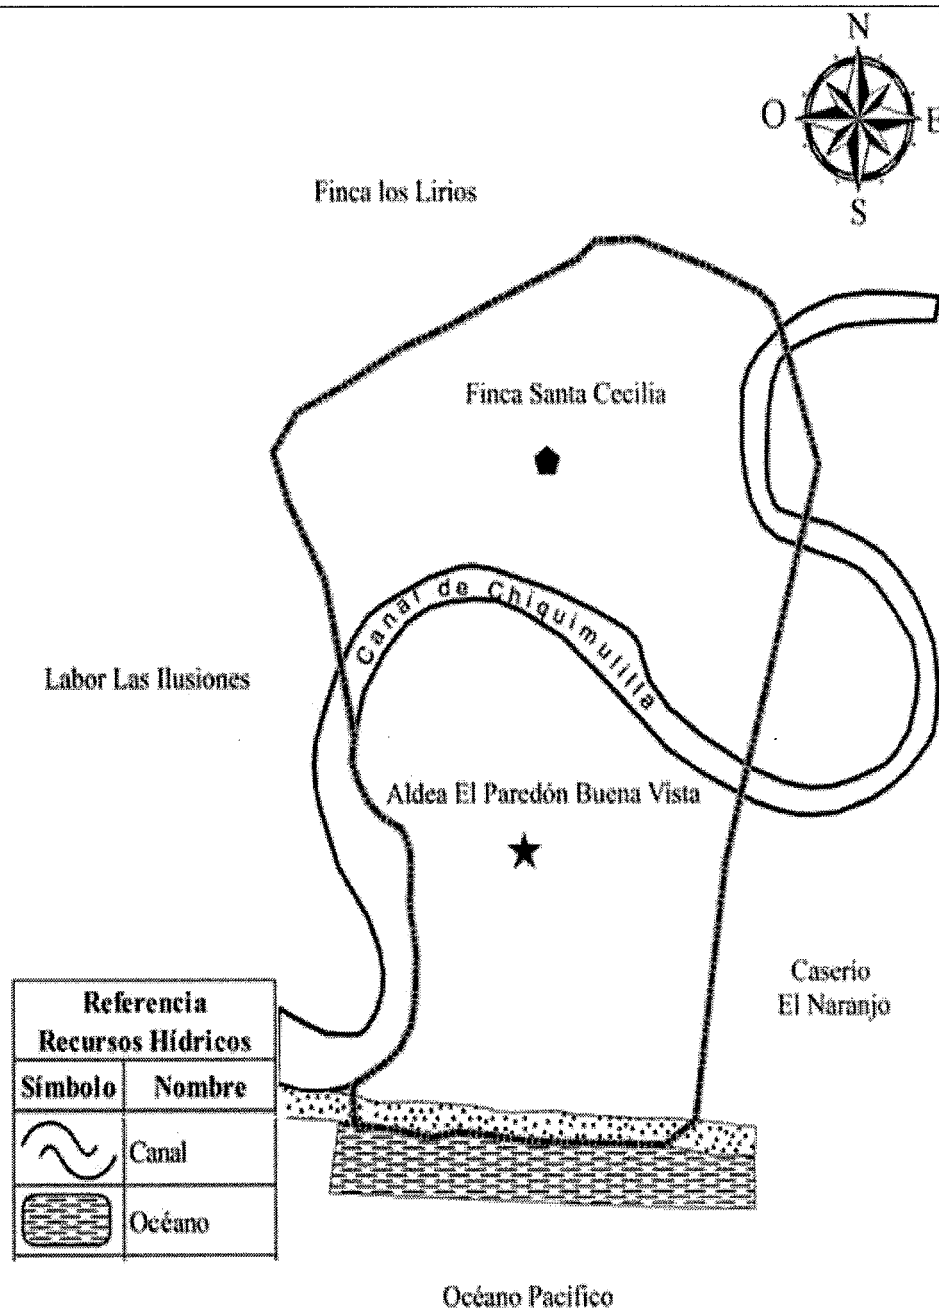 N
O
E
S
Finca los Lirios
Finca Santa Cecilia
Canal de Chiquimulilla
Labor Las Ilusiones
Aldea El Paredón Buena Vista
Caserío
El Naranjo
Referencia
Recursos Hídricos
Símbolo Nombre
Canal
Océano
Océano Pacifico